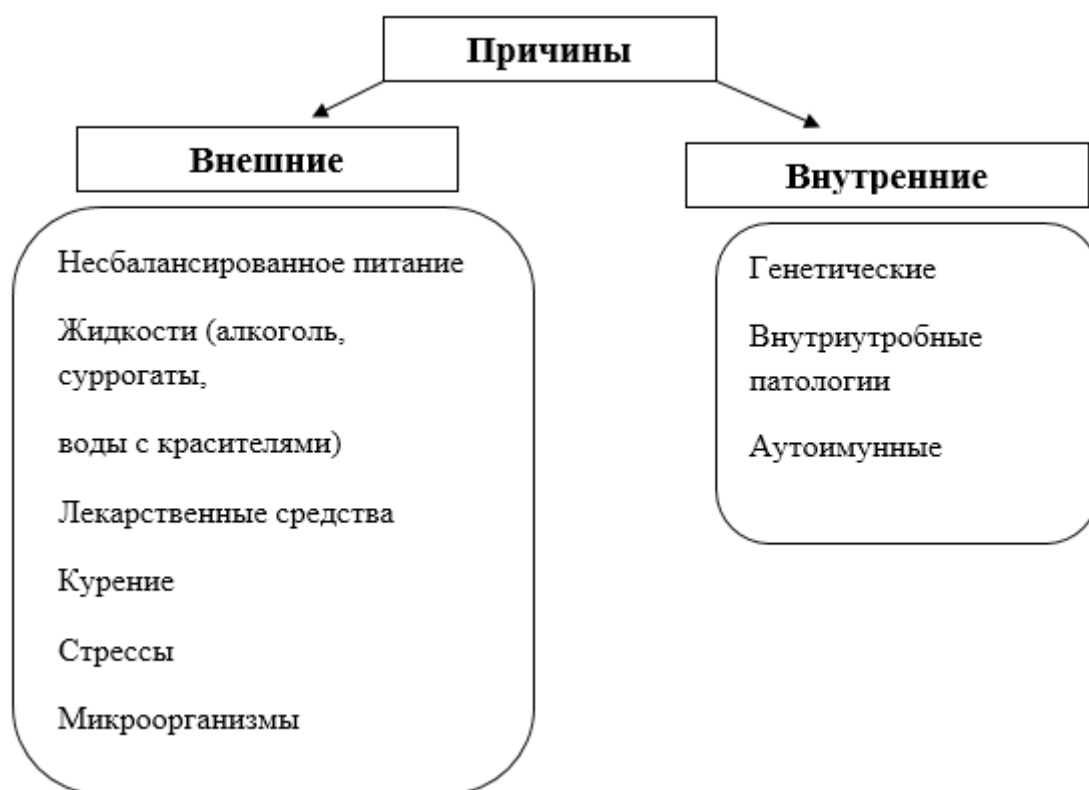 Причины
Внешние
Несбалансированное питание
Жидкости (алкоголь,
суррогаты,
воды с красителями)
Лекарственные средства
Курение
Стрессы
Микроорганизмы
Внутренние
Генетические
Внутриутробные
патологии
Аутоимунные